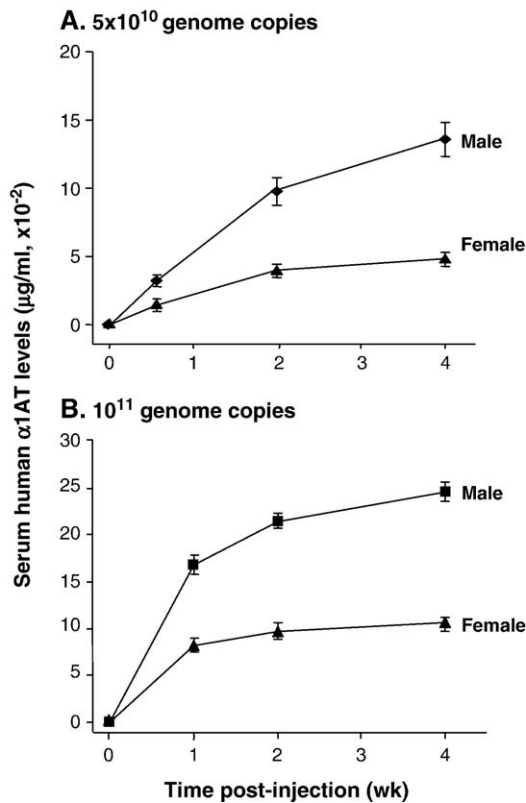 A. 5x10¹⁰ genome copies
20
15
10
5
0
0 1 2 3 4
Male
Female
B. 10¹¹ genome copies
30
25
20
15
10
5
0
0 1 2 3 4
Male
Female
Serum human α1AT levels (µg/ml, x10⁻²)
Time post-injection (wk)